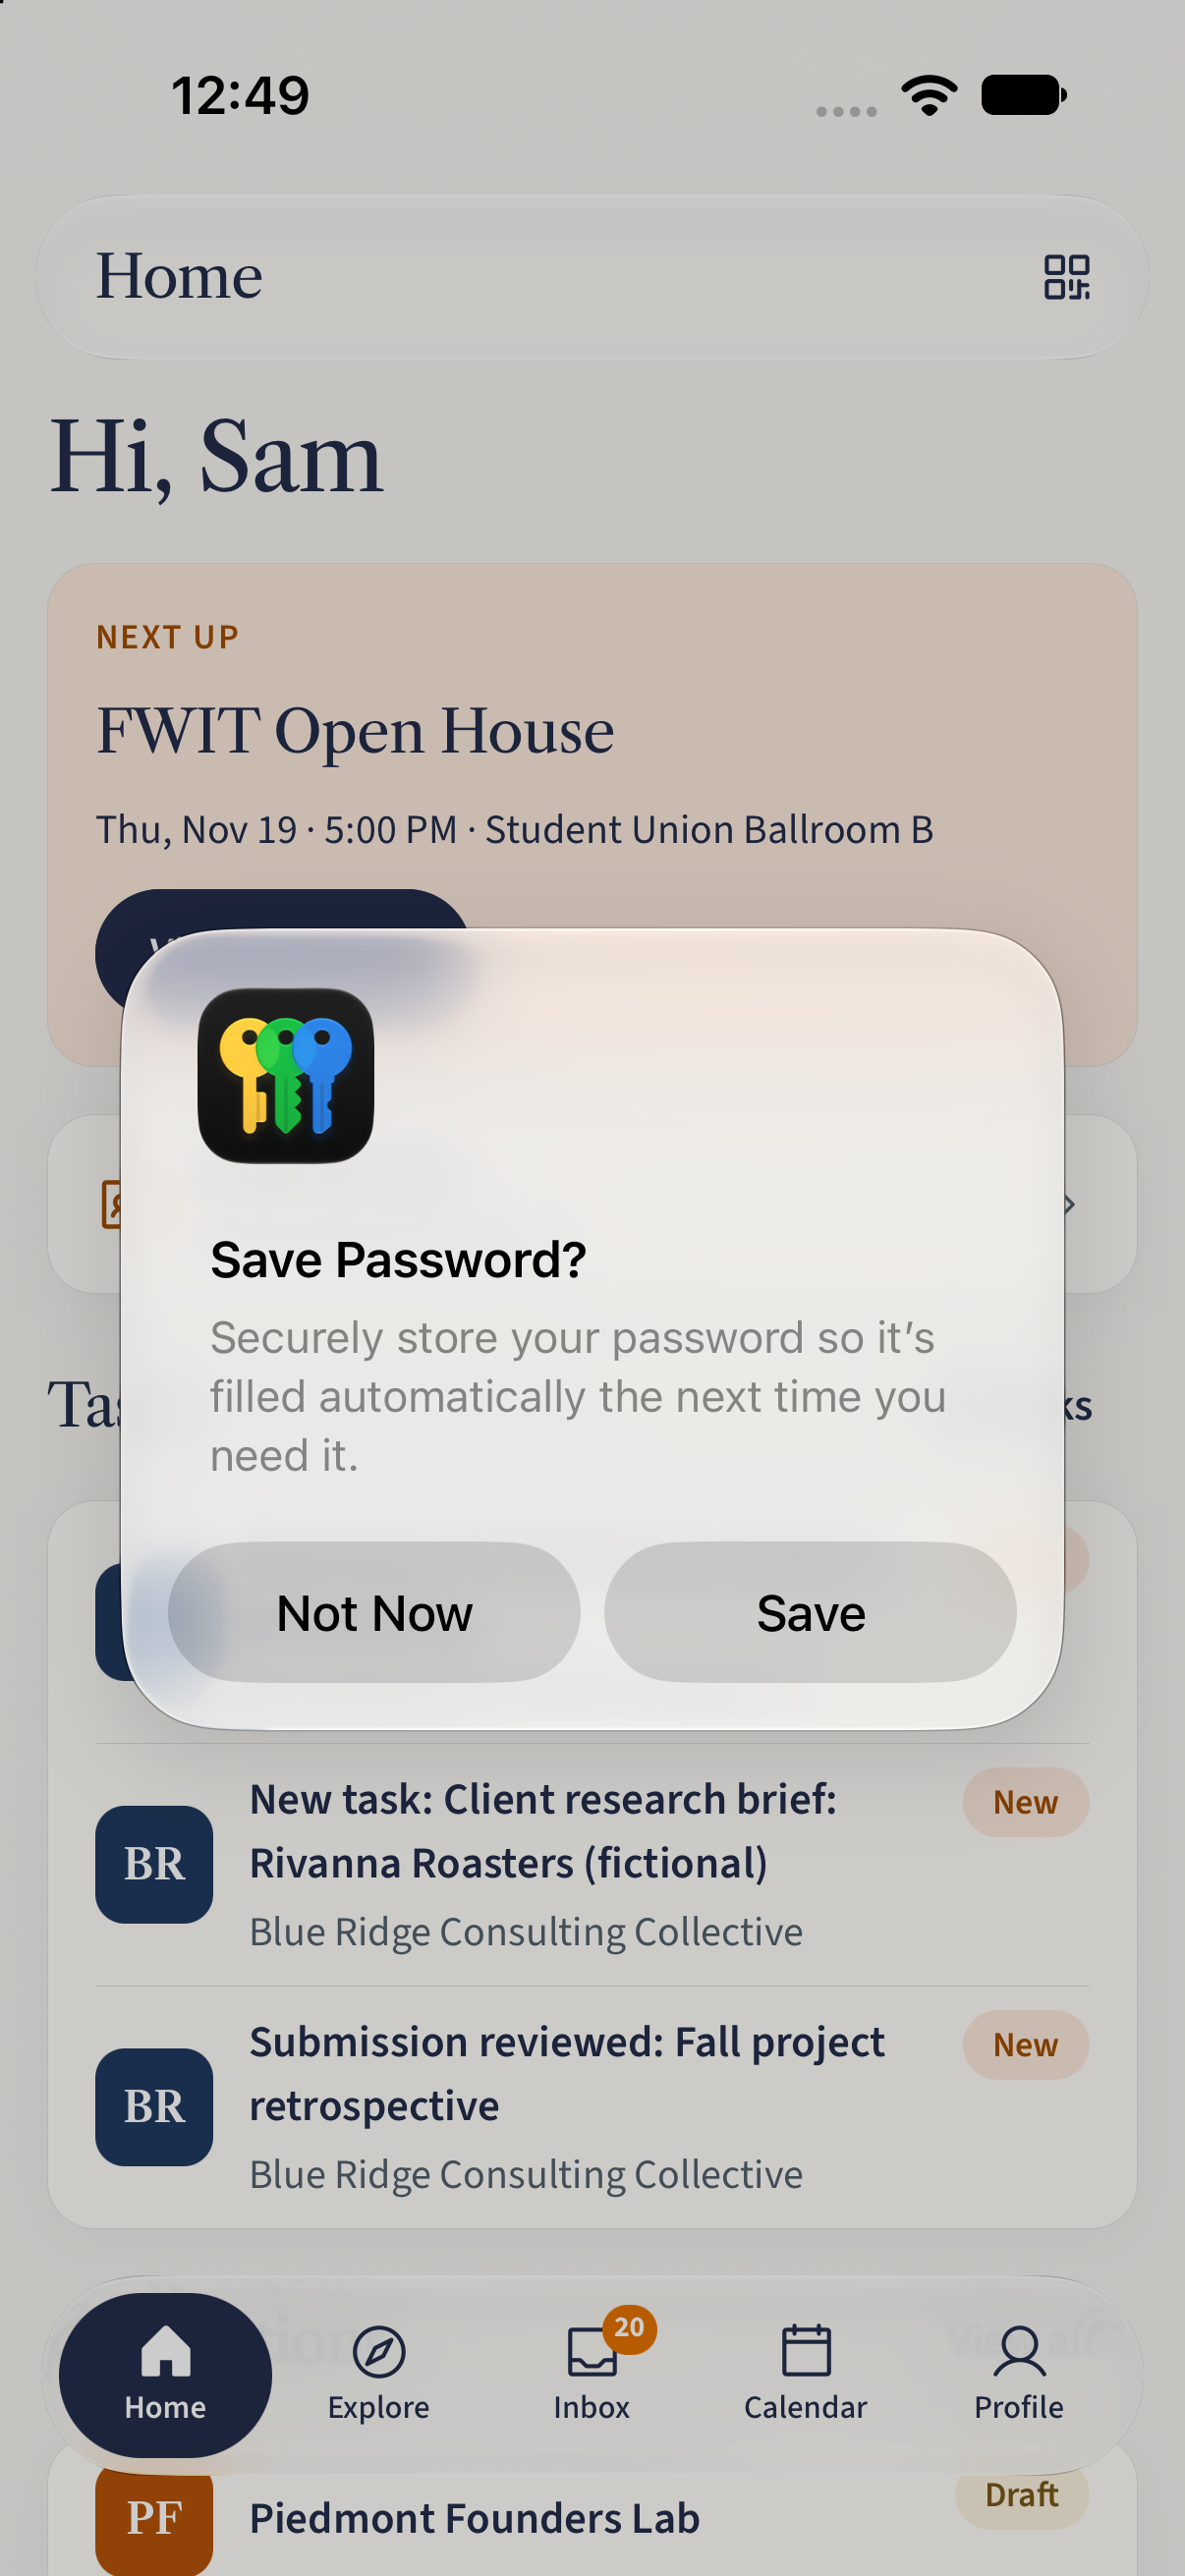 12:49
Home
Hi, Sam
NEXT UP
FWIT Open House
Thu, Nov 19 · 5:00 PM · Student Union Ballroom B
Save Password?
Securely store your password so it’s
filled automatically the next time you
need it.
Not Now
Save
New task: Client research brief:
Rivanna Roasters (fictional)
New
BR
Blue Ridge Consulting Collective
Submission reviewed: Fall project
retrospective
New
BR
Blue Ridge Consulting Collective
20
Home
Explore
Inbox
Calendar
Profile
PF
Piedmont Founders Lab
Draft